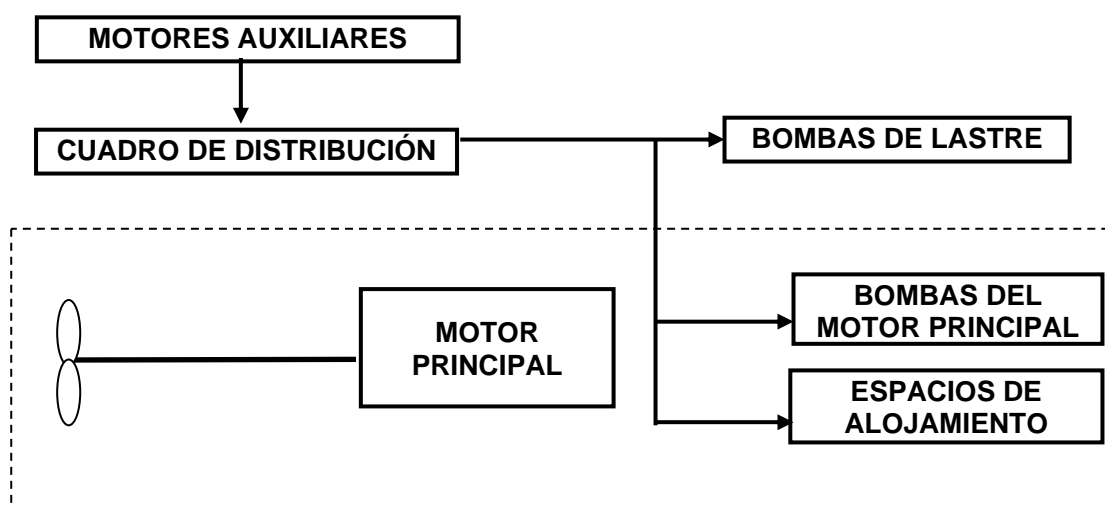 MOTORES AUXILIARES
CUADRO DE DISTRIBUCIÓN
BOMBAS DE LASTRE
MOTOR
PRINCIPAL
BOMBAS DEL
MOTOR PRINCIPAL
ESPACIOS DE
ALOJAMIENTO